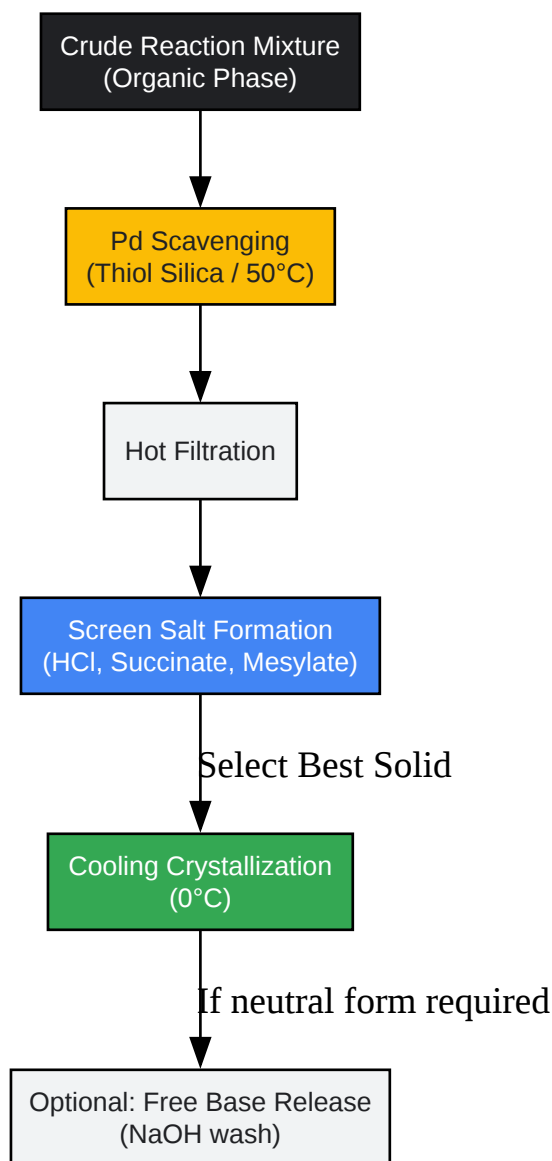 Crude Reaction Mixture
(Organic Phase)
Pd Scavenging
(Thiol Silica / 50°C)
Hot Filtration
Screen Salt Formation
(HCl, Succinate, Mesylate)
Select Best Solid
Cooling Crystallization
(0°C)
If neutral form required
Optional: Free Base Release
(NaOH wash)